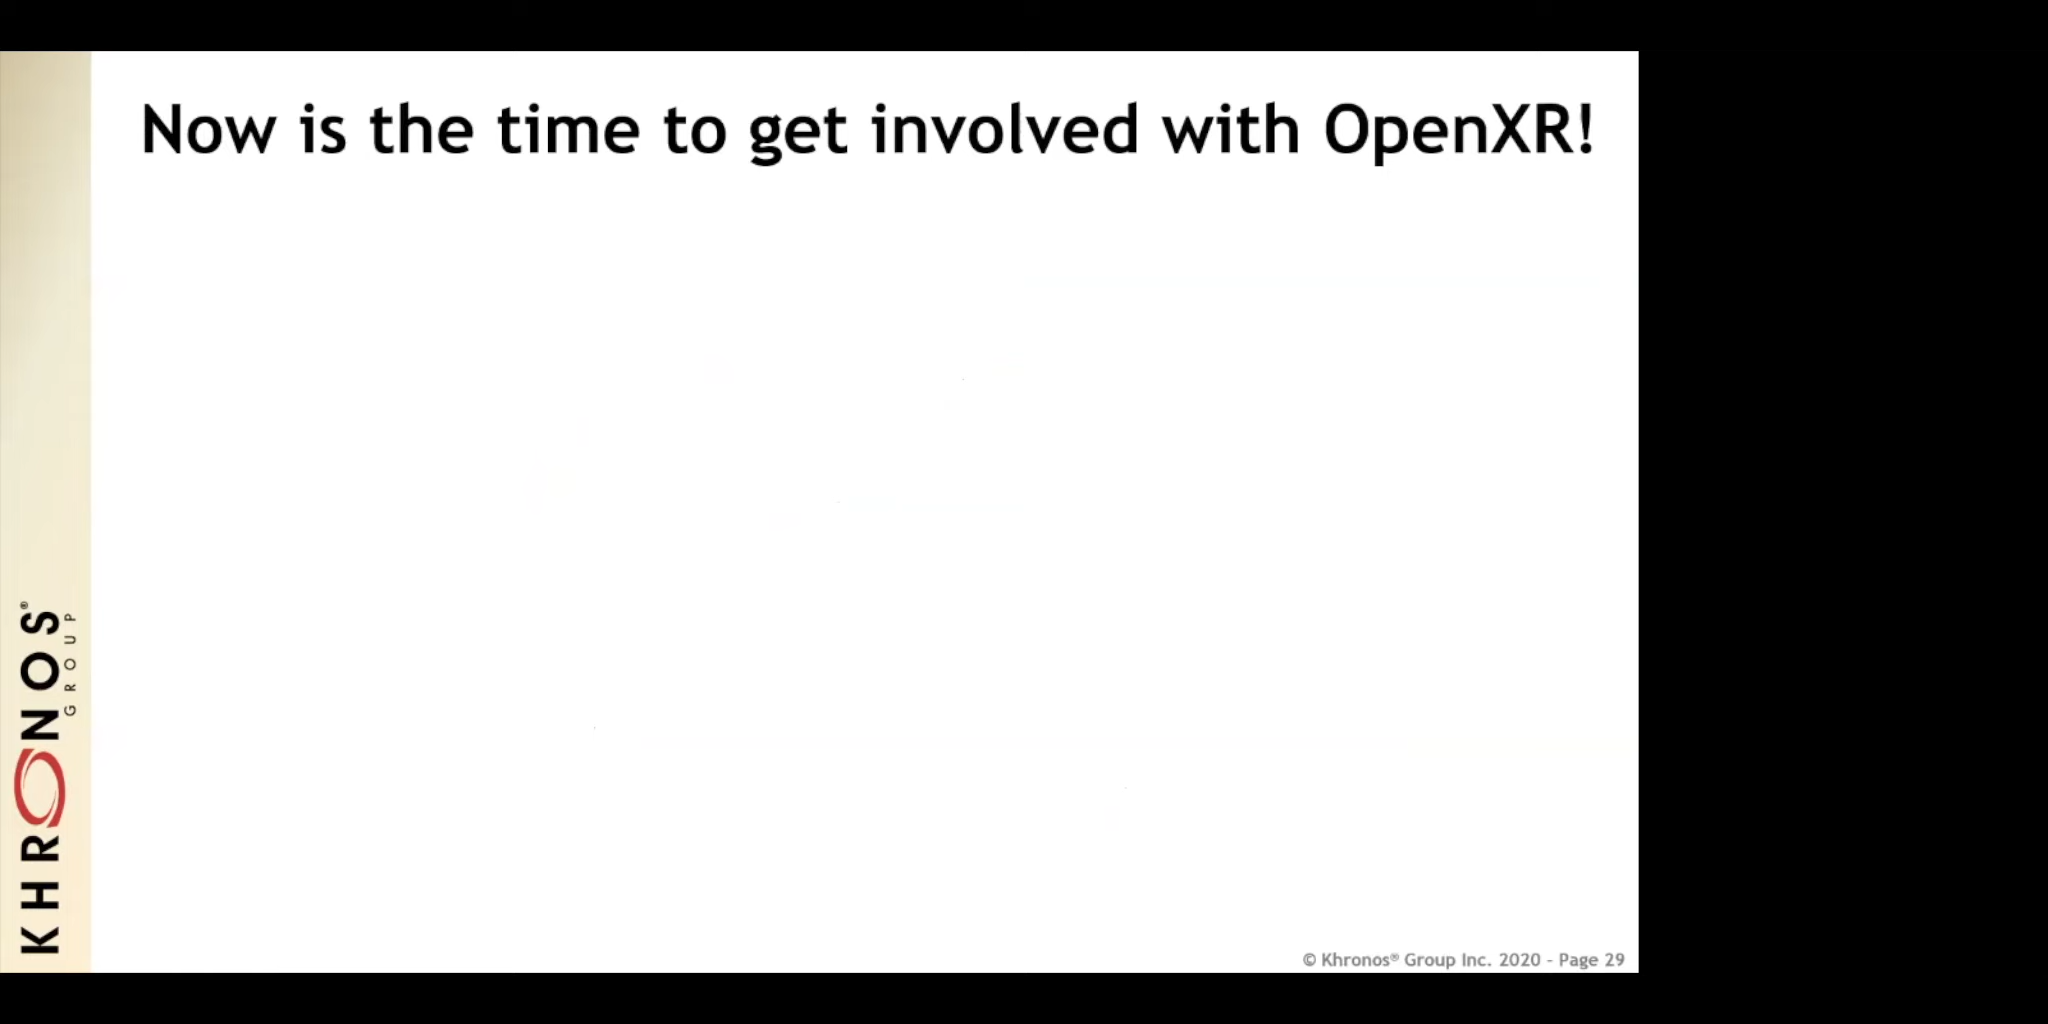 Now is the time to get involved with OpenXR!
KHRONOS®
GROUP
© Khronos® Group Inc. 2020 - Page 29